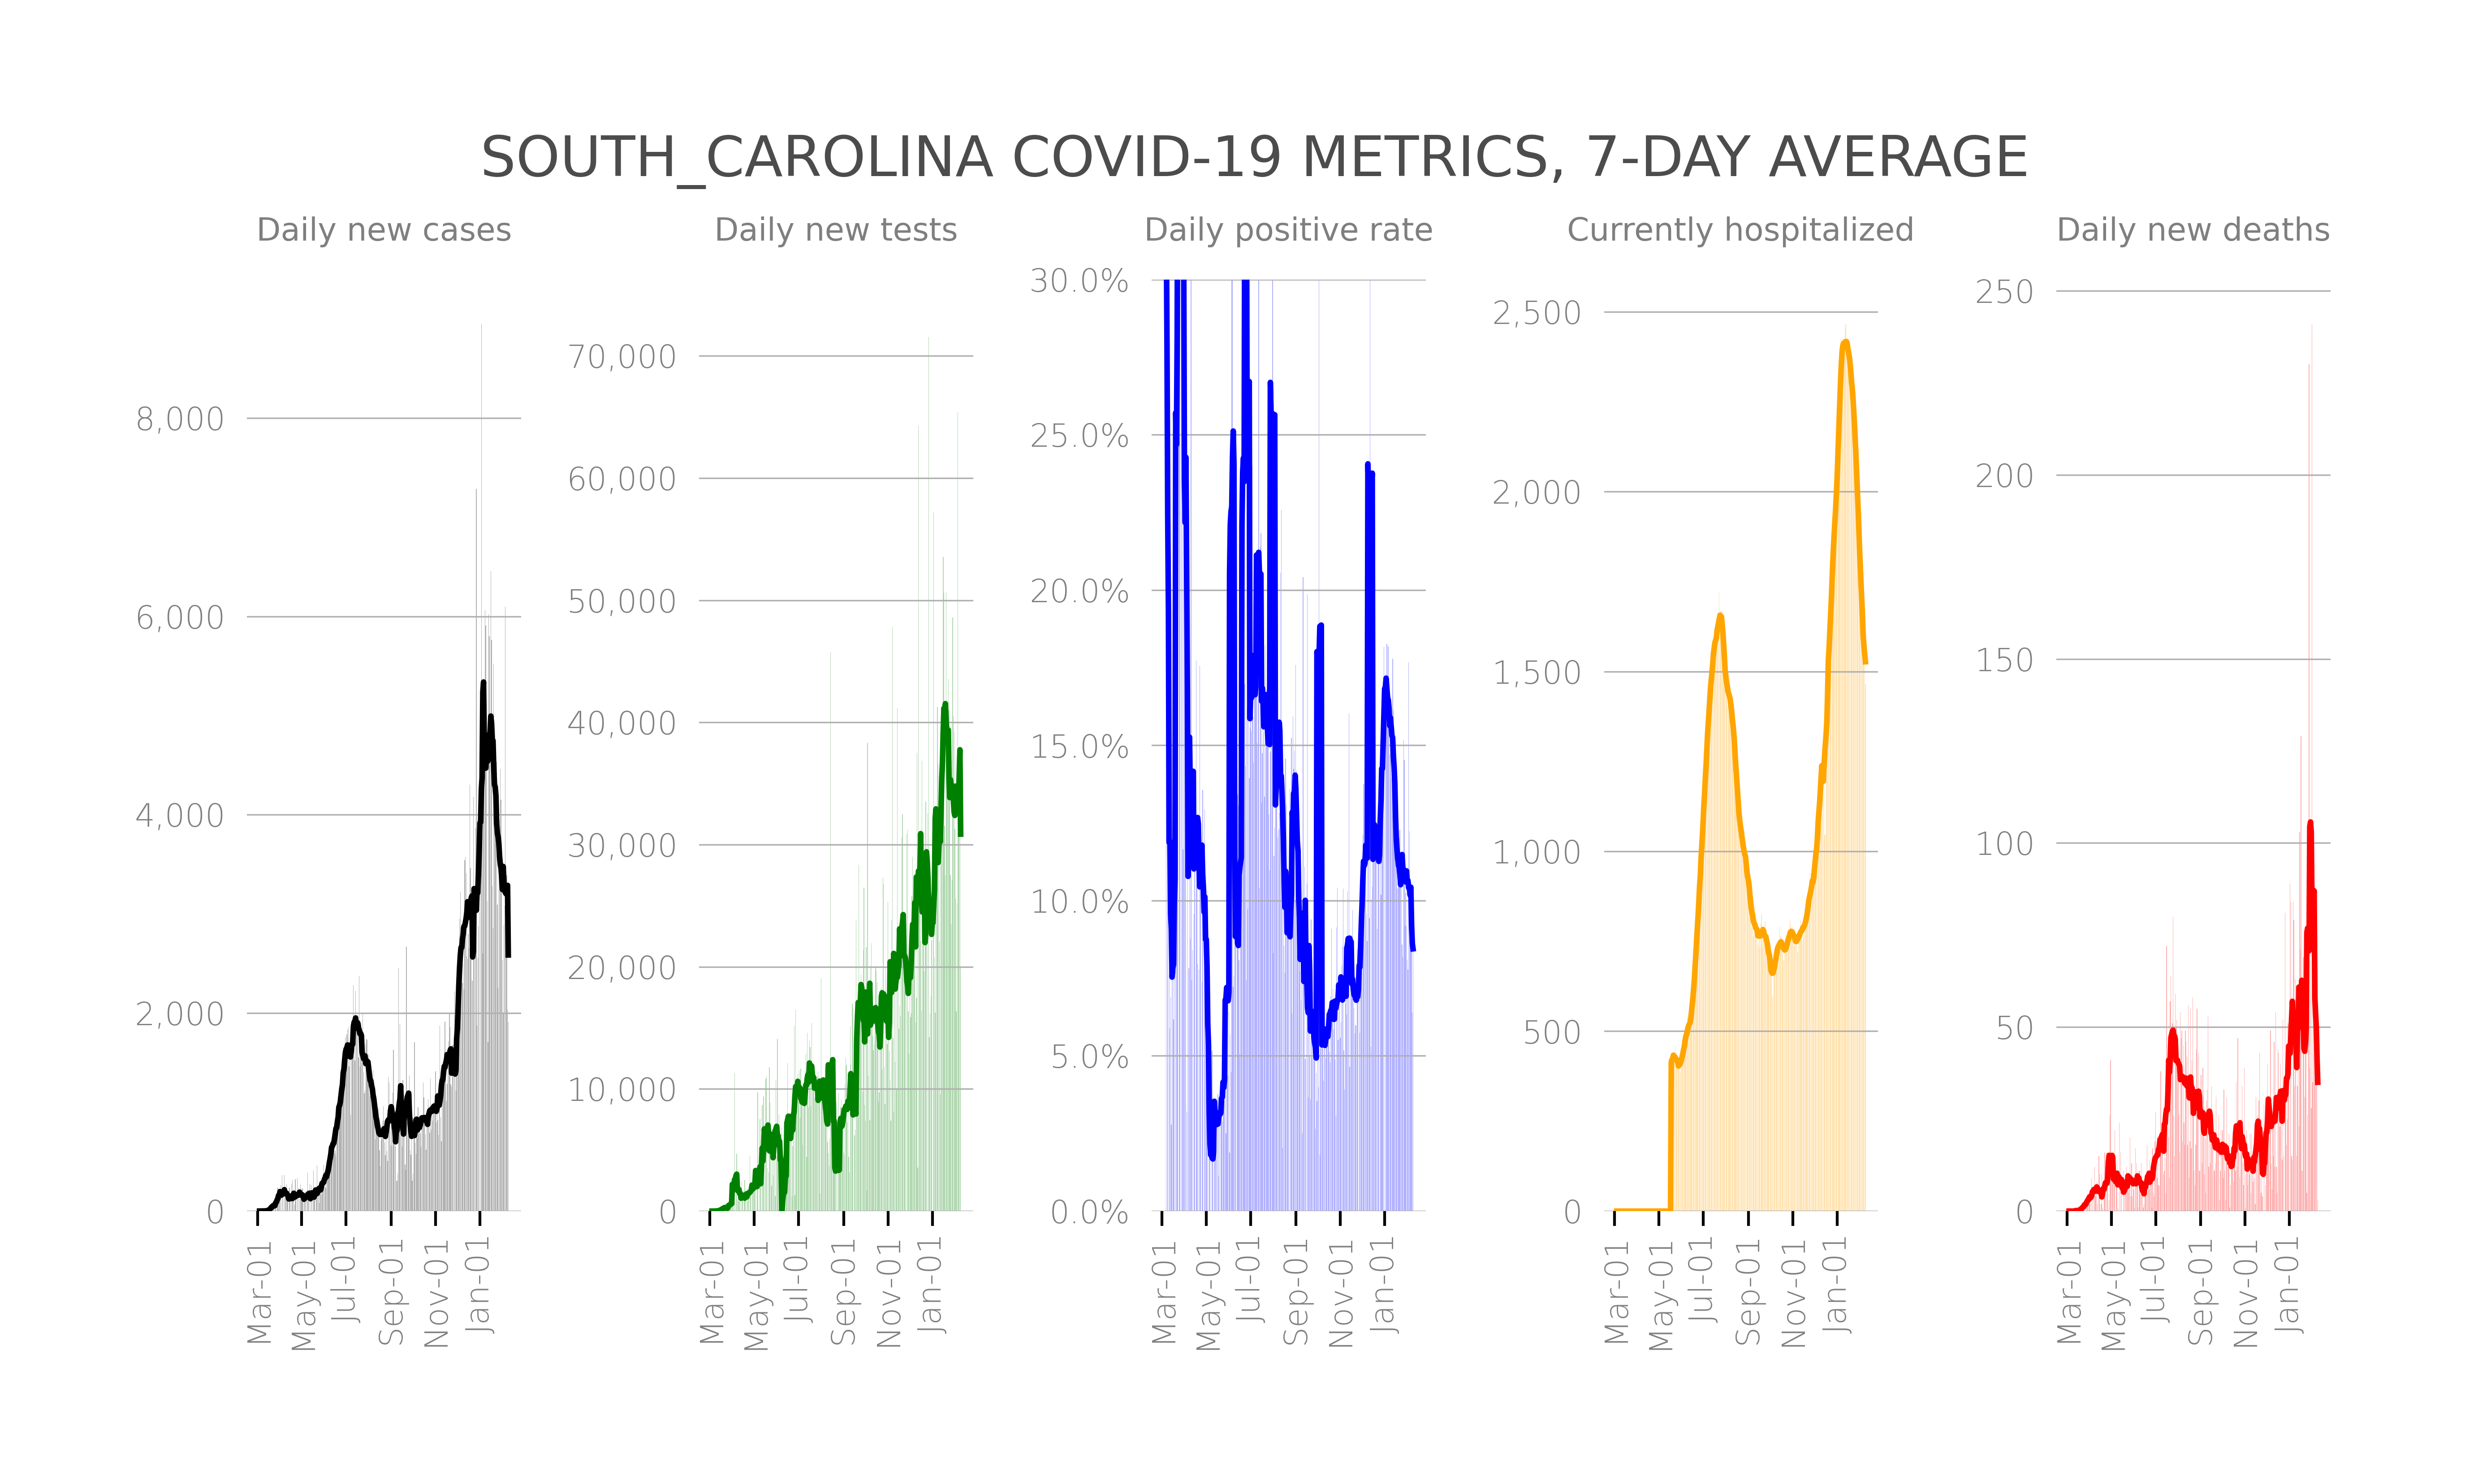 SOUTH_CAROLINA COVID-19 METRICS, 7-DAY AVERAGE
Daily new cases
8,000
6,000
4,000
2,000
0
Mar-01
May-01
Jul-01
Sep-01
Nov-01
Jan-01
Daily new tests
70,000
60,000
50,000
40,000
30,000
20,000
10,000
0
Mar-01
May-01
Jul-01
Sep-01
Nov-01
Jan-01
Daily positive rate
30.0%
25.0%
20.0%
15.0%
10.0%
5.0%
0.0%
Mar-01
May-01
Jul-01
Sep-01
Nov-01
Jan-01
Currently hospitalized
2,500
2,000
1,500
1,000
500
0
Mar-01
May-01
Jul-01
Sep-01
Nov-01
Jan-01
Daily new deaths
250
200
150
100
50
0
Mar-01
May-01
Jul-01
Sep-01
Nov-01
Jan-01